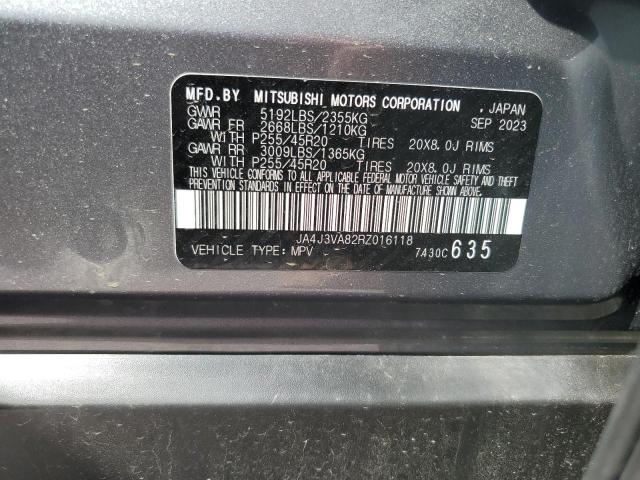 MFD.BY MITSUBISHI MOTORS CORPORATION , JAPAN
GVWR 5192LBS/2355KG SEP 2023
GAWR FR 2668LBS/1210KG
WITH P255/45R20 TIRES 20X8.0J RIMS
GAWR RR 3009LBS/1365KG
WITH P255/45R20 TIRES 20X8.0J RIMS
THIS VEHICLE CONFORMS TO ALL APPLICABLE FEDERAL MOTOR VEHICLE SAFETY AND THEFT
PREVENTION STANDARDS IN EFFECT ON THE DATE OF MANUFACTURE SHOWN ABOVE.
JA4J3VA82RZ016118
VEHICLE TYPE: MPV 7430C 635